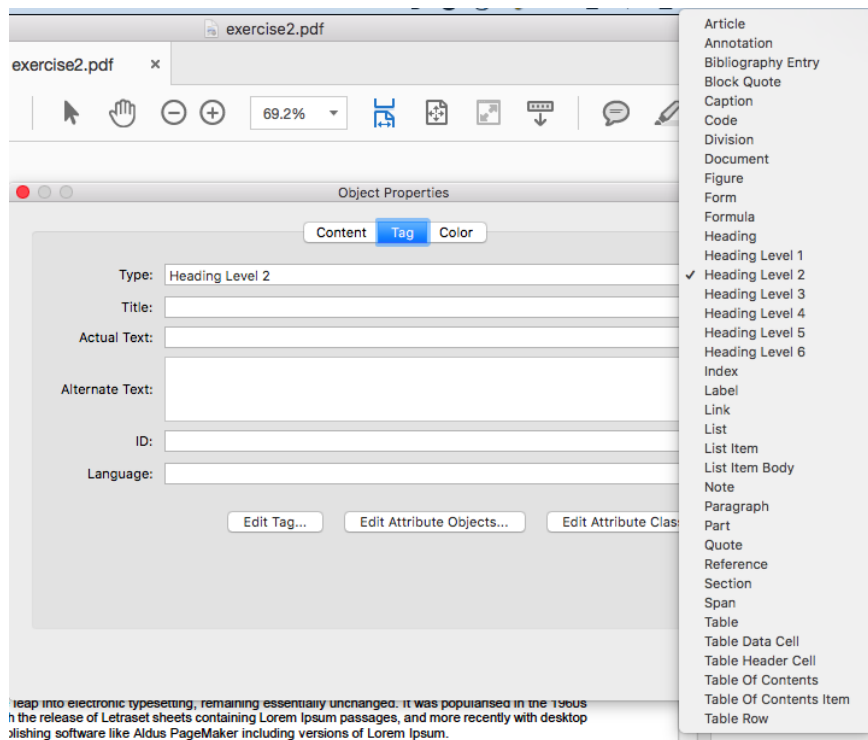 exercise2.pdf
exercise2.pdf ×
69.2%
Object Properties
Content Tag Color
Type: Heading Level 2
Title:
Actual Text:
Alternate Text:
ID:
Language:
Edit Tag... Edit Attribute Objects... Edit Attribute Clas
leap into electronic typesetting, remaining essentially unchanged. It was popularised in the 1960s
h the release of Letraset sheets containing Lorem Ipsum passages, and more recently with desktop
blishing software like Aldus PageMaker including versions of Lorem Ipsum.
Article
Annotation
Bibliography Entry
Block Quote
Caption
Code
Division
Document
Figure
Form
Formula
Heading
Heading Level 1
✓ Heading Level 2
Heading Level 3
Heading Level 4
Heading Level 5
Heading Level 6
Index
Label
Link
List
List Item
List Item Body
Note
Paragraph
Part
Quote
Reference
Section
Span
Table
Table Data Cell
Table Header Cell
Table Of Contents
Table Of Contents Item
Table Row